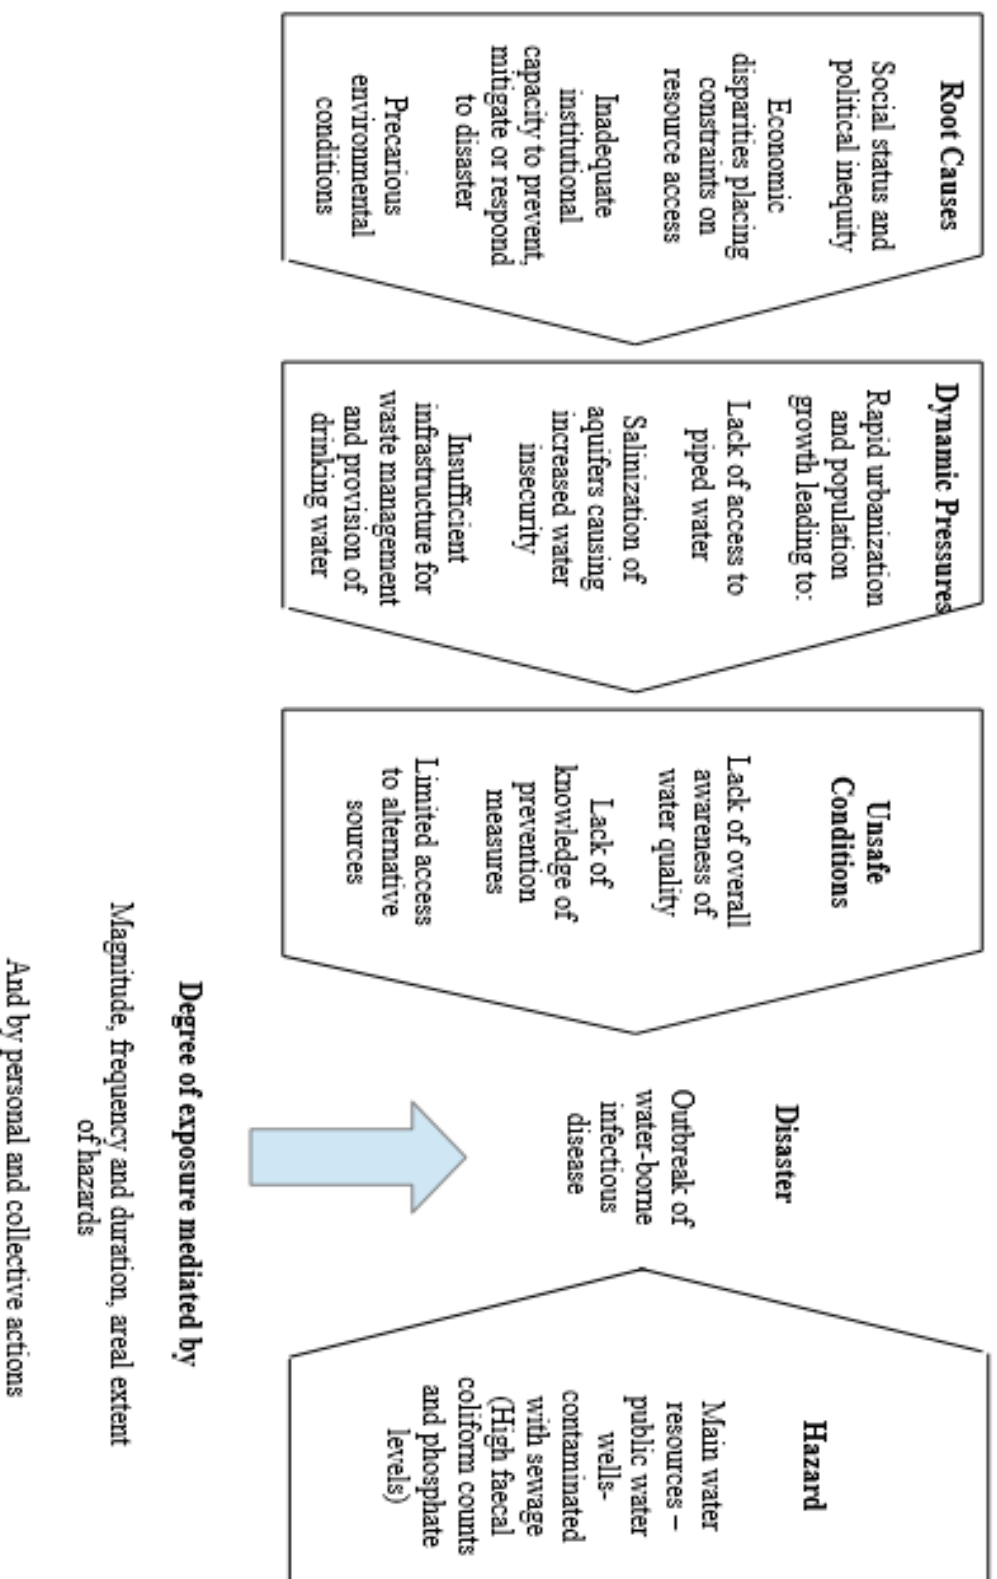 Root Causes
Social status and
political inequity
Economic
disparities placing
constraints on
resource access
Inadequate
institutional
capacity to prevent,
mitigate or respond
to disaster
Precarious
environmental
conditions
Dynamic Pressures
Rapid urbanization
and population
growth leading to:
Lack of access to
piped water
Salinization of
aquifers causing
increased water
insecurity
Insufficient
infrastructure for
waste management
and provision of
drinking water
Unsafe
Conditions
Lack of overall
awareness of
water quality
Lack of
knowledge of
prevention
measures
Limited access
to alternative
sources
Disaster
Outbreak of
water-borne
infectious
disease
Hazard
Main water
resources –
public water
wells-
contaminated
with sewage
(High faecal
coliform counts
and phosphate
levels)
Degree of exposure mediated by
Magnitude, frequency and duration, areal extent
of hazards
And by personal and collective actions